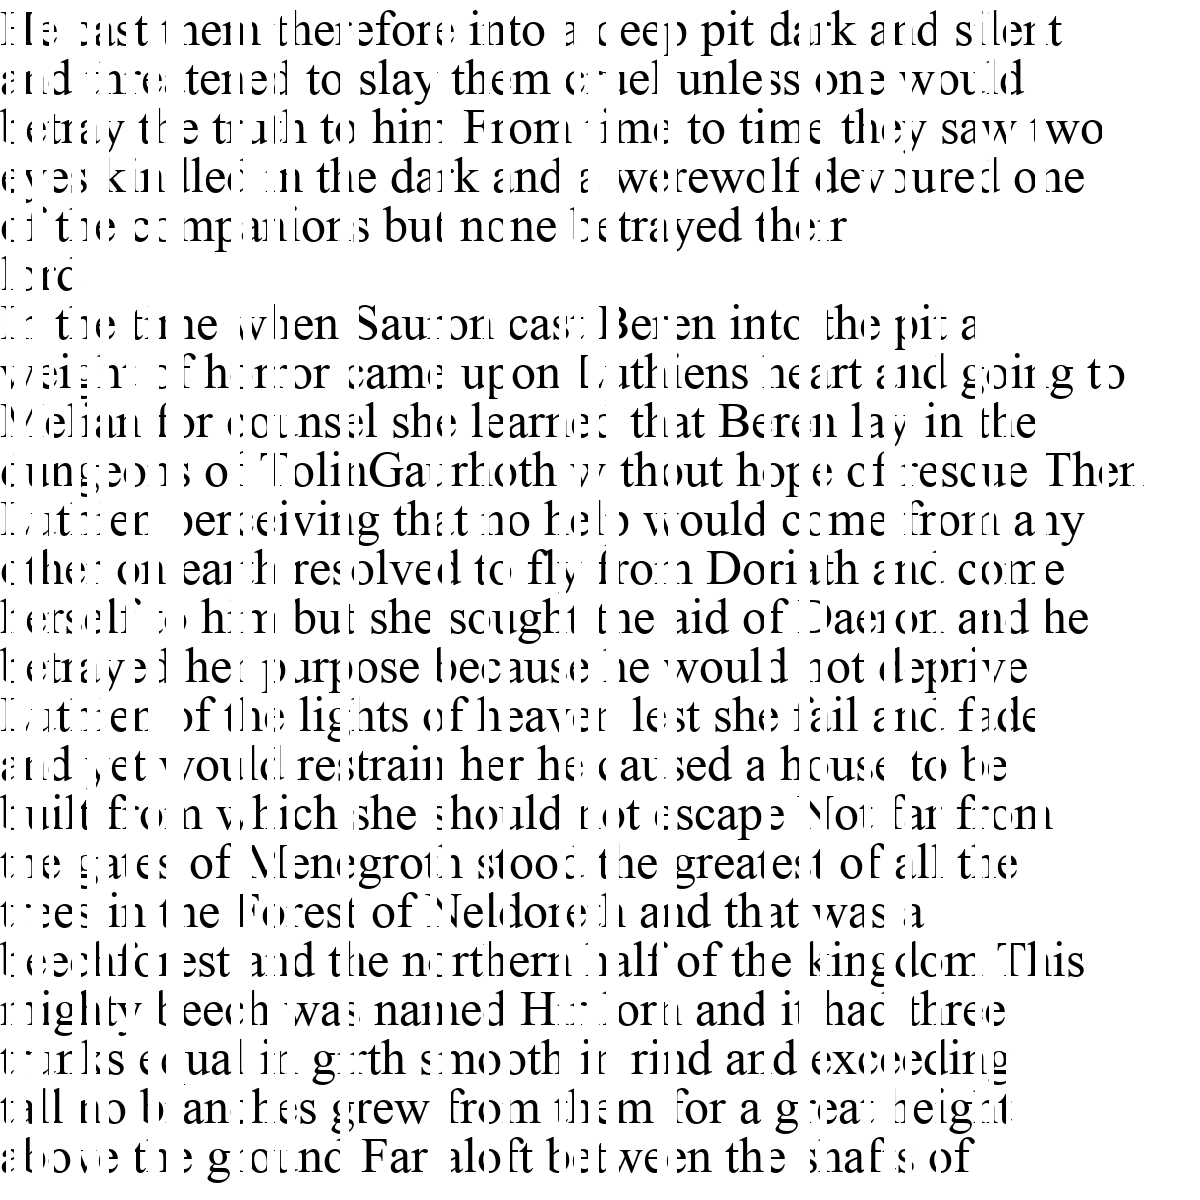 He cast them therefore into a deep pit dark and silent
and threatened to slay them cruel unless one would
betray the truth to him From time to time they saw two
eyes kindled in the dark and a werewolf devoured one
of the companions but none betrayed their
lord
In the time when Sauron cast Beren into the pit a
weight of horror came upon Luthiens heart and going to
Melian for counsel she learned that Beren lay in the
dungeons of TolinGaurhoth without hope of rescue Then
Luthien perceiving that no help would come from any
other on earth resolved to fly from Doriath and come
herself to him but she sought the aid of Daeron and he
betrayed her purpose because he would not deprive
Luthien of the lights of heaven lest she fail and fade
and yet would restrain her he caused a house to be
built from which she should not escape Not far from
the gates of Menegroth stood the greatest of all the
trees in the Forest of Neldoreth and that was a
beechforest and the northern half of the kingdom This
mighty beech was named Hirilorn and it had three
trunks equal in girth smooth in rind and exceeding
tall no branches grew from them for a great height
above the ground Far aloft between the shafts of